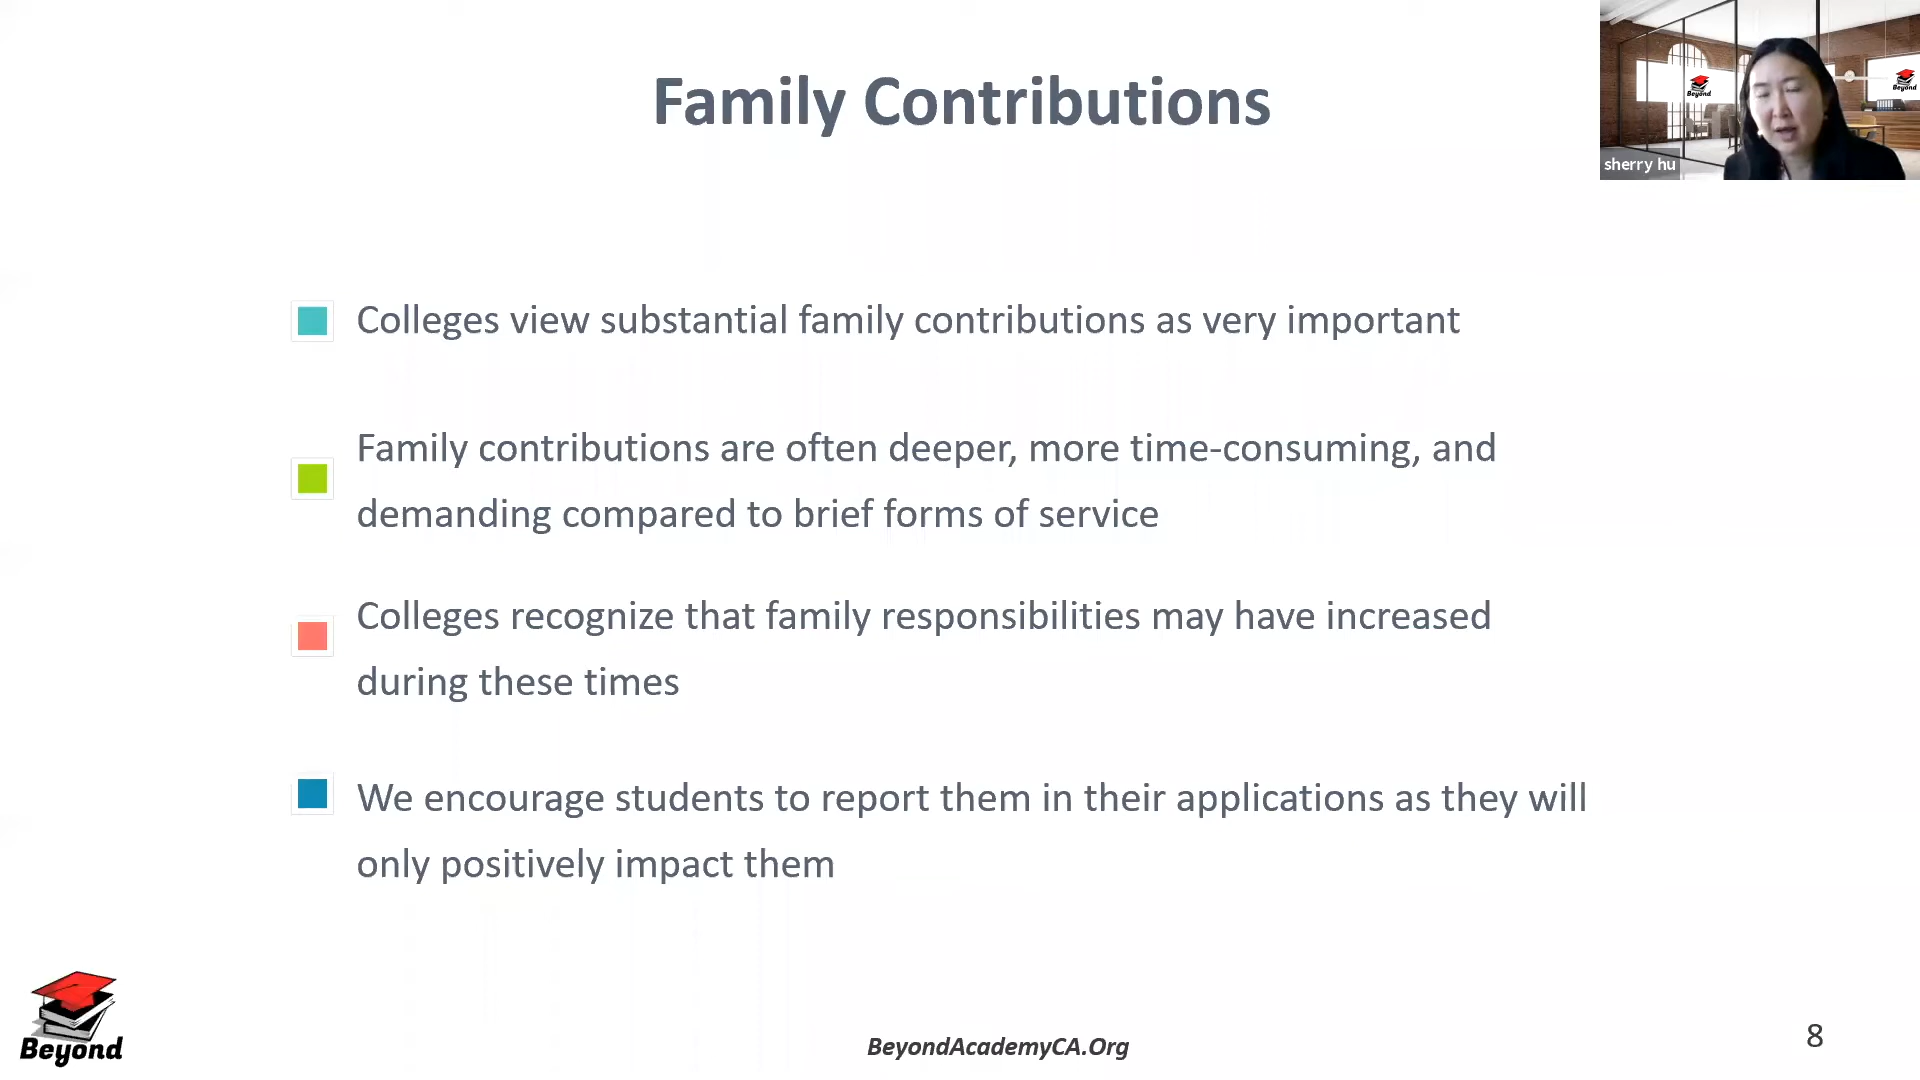 Family Contributions
Beyond
Beyond
sherry hu
Colleges view substantial family contributions as very important
Family contributions are often deeper, more time-consuming, and
demanding compared to brief forms of service
Colleges recognize that family responsibilities may have increased
during these times
We encourage students to report them in their applications as they will
only positively impact them
Beyond
BeyondAcademyCA.Org
8